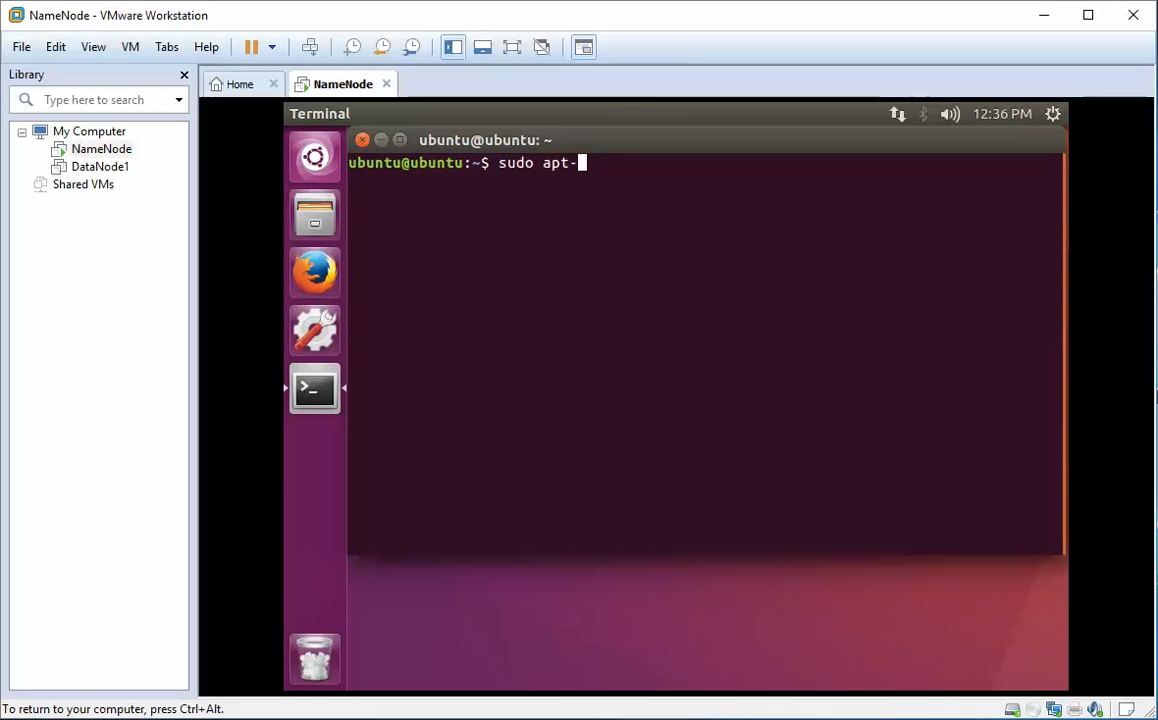 NameNode - VMware Workstation
File Edit View VM Tabs Help
Library
Type here to search
My Computer
NameNode
DataNode1
Shared VMs
Home
NameNode
Terminal
12:36 PM
ubuntu@ubuntu: ~
ubuntu@ubuntu:~$ sudo apt-
To return to your computer, press Ctrl+Alt.